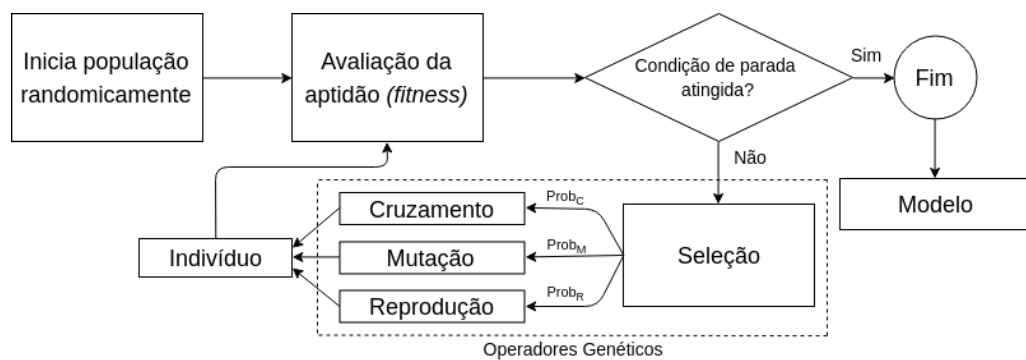 Inicia população
randomicamente
Avaliação da
aptidão (fitness)
Condição de parada
atingida?
Sim
Fim
Não
Modelo
Cruzamento
Prob_C
Mutação
Prob_M
Reprodução
Prob_R
Seleção
Indivíduo
Operadores Genéticos